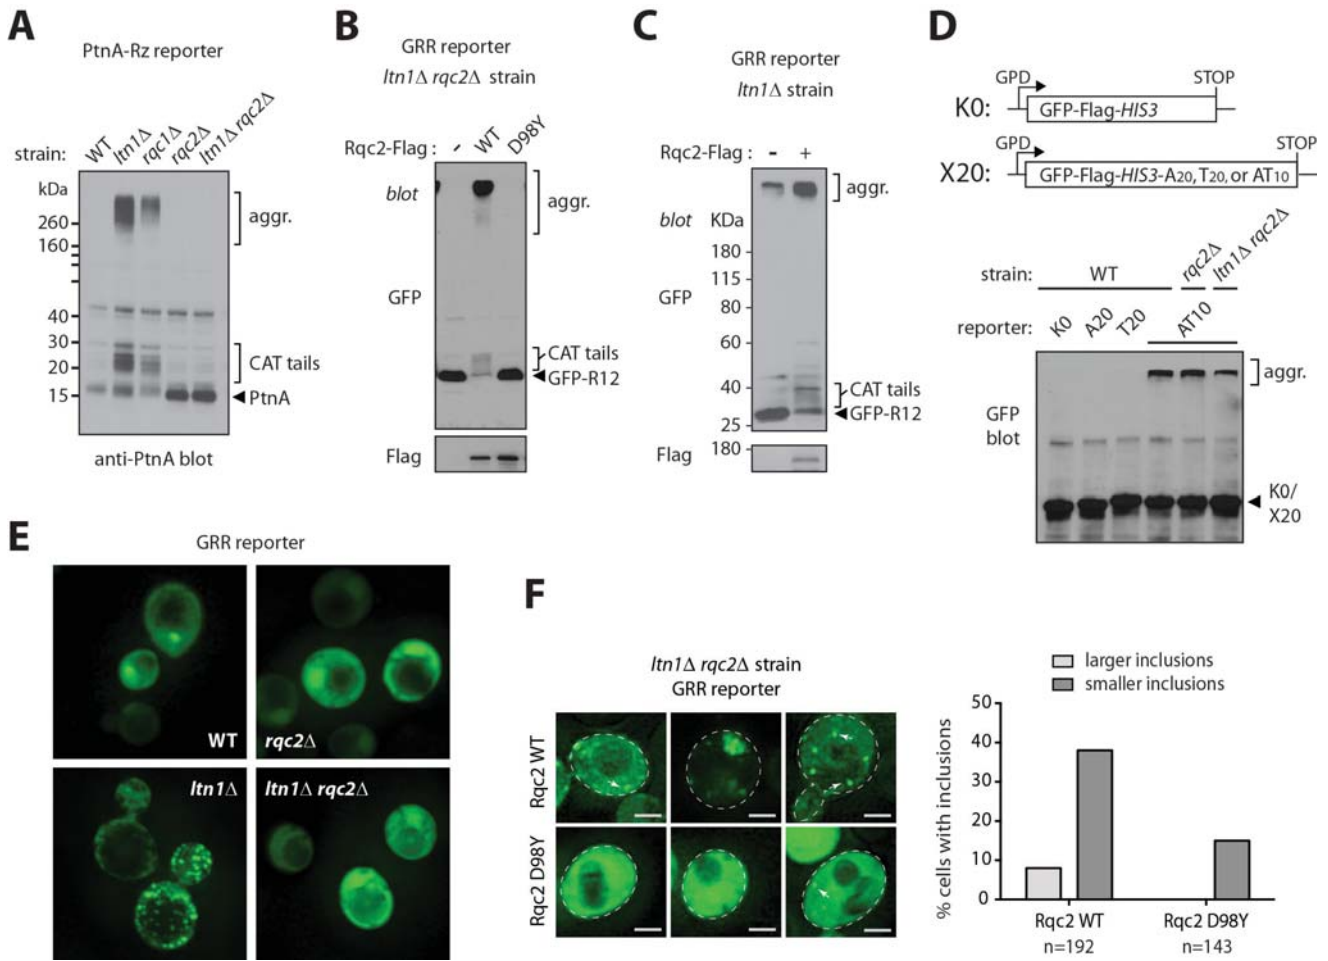 A
PtnA-Rz reporter
strain: WT ltn1Δ rqc1Δ rqc2Δ ltn1Δ rqc2Δ
kDa
260
160
40
30
20
15
aggr.
CAT tails
PtnA
anti-PtnA blot
B
GRR reporter
ltn1Δ rqc2Δ strain
Rqc2-Flag : - WT D98Y
blot
GFP
aggr.
CAT tails
GFP-R12
Flag
C
GRR reporter
ltn1Δ strain
Rqc2-Flag : - +
blot KDa
180
115
80
GFP
60
40
25
180
aggr.
CAT tails
GFP-R12
Flag
D
GPD STOP
K0: GFP-Flag-HIS3
GPD STOP
X20: GFP-Flag-HIS3-A20, T20, or AT10
strain: WT rqc2Δ ltn1Δ rqc2Δ
reporter: K0 A20 T20 AT10
GFP
blot
aggr.
K0/
X20
E
GRR reporter
WT
rqc2Δ
ltn1Δ
ltn1Δ rqc2Δ
F
ltn1Δ rqc2Δ strain
GRR reporter
Rqc2 WT
Rqc2 D98Y
larger inclusions
smaller inclusions
% cells with inclusions
50
40
30
20
10
0
Rqc2 WT Rqc2 D98Y
n=192 n=143